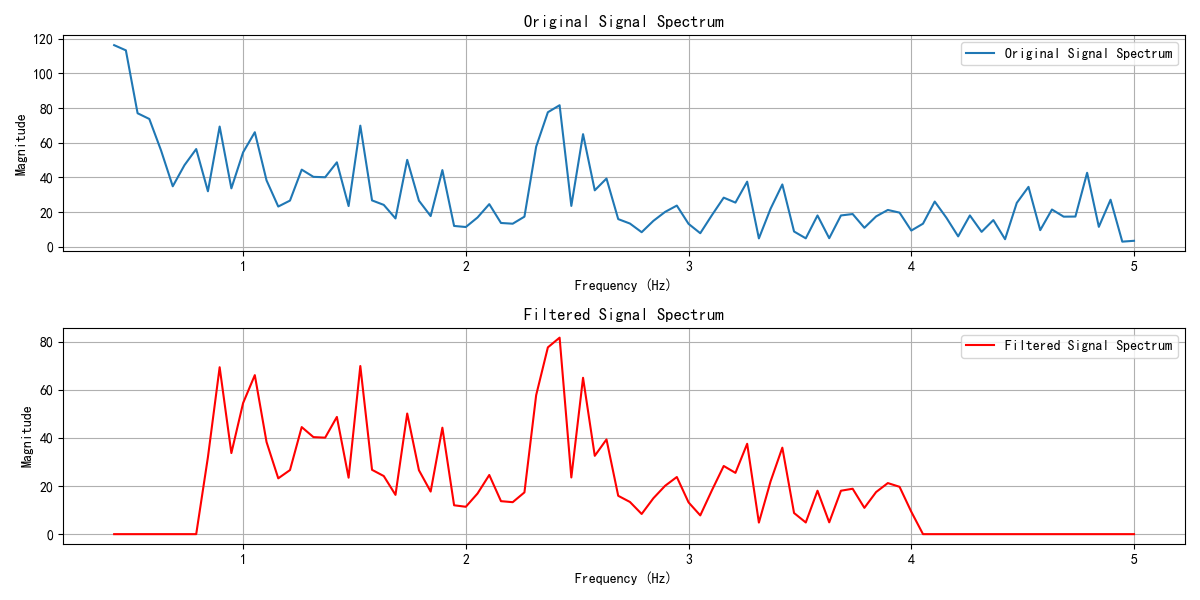 Original Signal Spectrum
120
100
80
60
40
20
0
Magnitude
Original Signal Spectrum
1
2
3
4
5
Frequency (Hz)
Filtered Signal Spectrum
80
60
40
20
0
Magnitude
Filtered Signal Spectrum
1
2
3
4
5
Frequency (Hz)